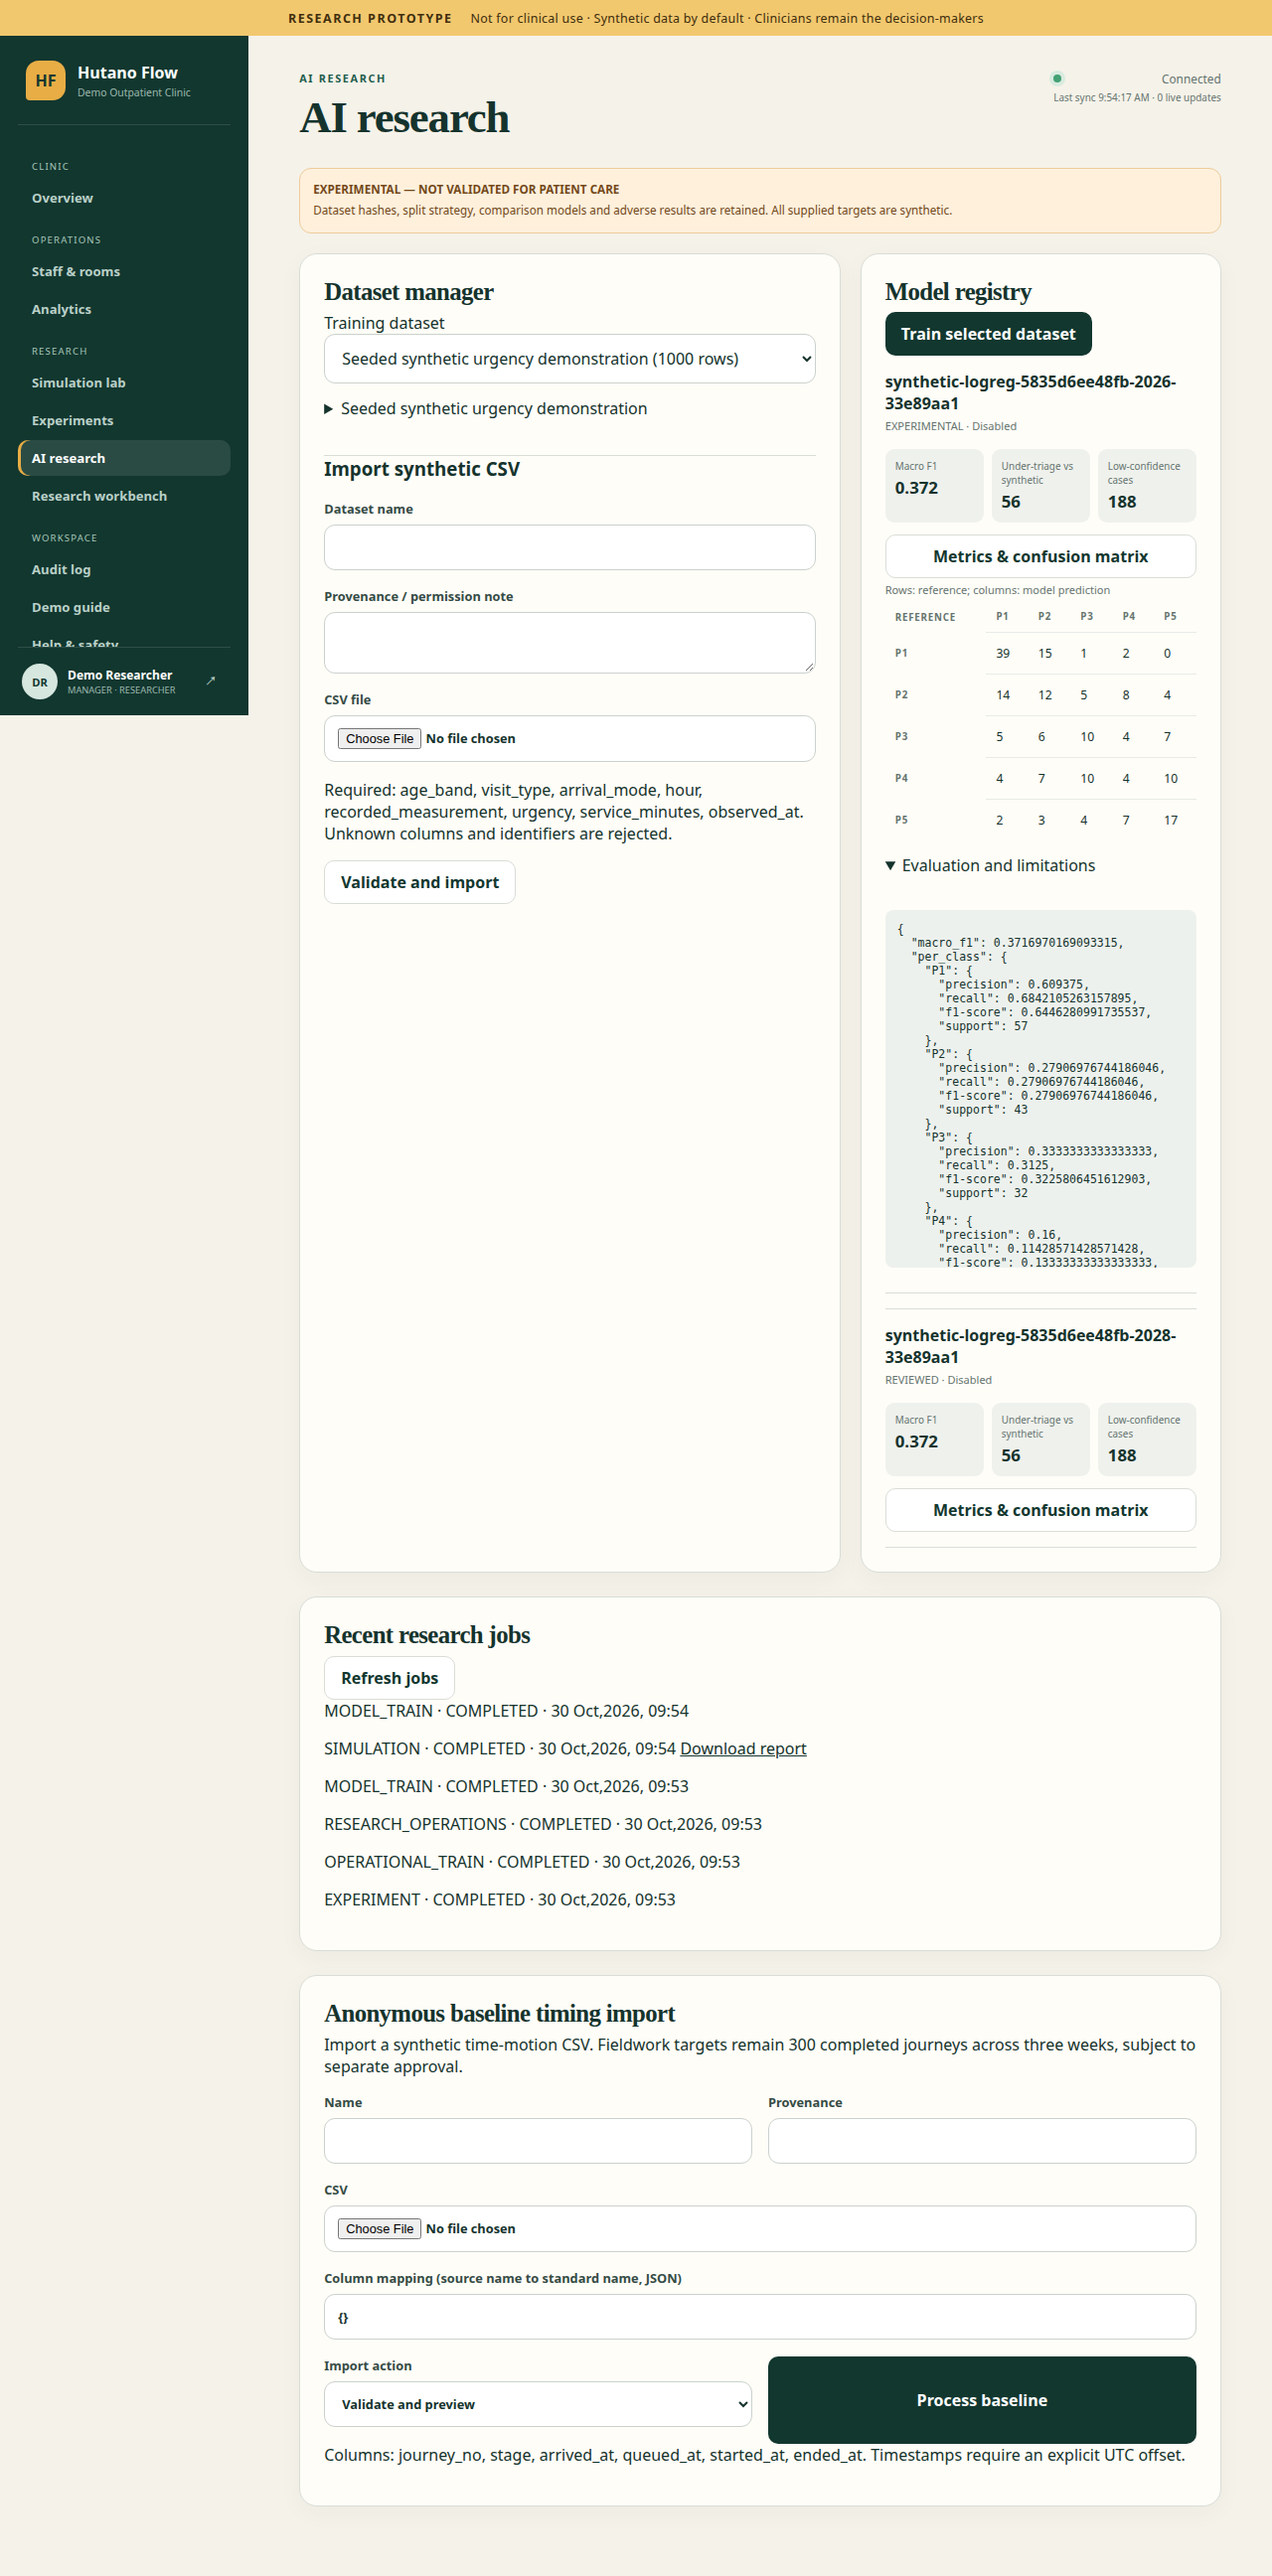 RESEARCH PROTOTYPE Not for clinical use · Synthetic data by default · Clinicians remain the decision-makers
HF
Hutano Flow
Demo Outpatient Clinic
CLINIC
Overview
OPERATIONS
Staff & rooms
Analytics
RESEARCH
Simulation lab
Experiments
AI research
Research workbench
WORKSPACE
Audit log
Demo guide
Help & safety
DR
Demo Researcher
MANAGER · RESEARCHER
↗
AI RESEARCH
AI research
Connected
Last sync 9:54:17 AM · 0 live updates
EXPERIMENTAL — NOT VALIDATED FOR PATIENT CARE
Dataset hashes, split strategy, comparison models and adverse results are retained. All supplied targets are synthetic.
Dataset manager
Training dataset
Seeded synthetic urgency demonstration (1000 rows)
Seeded synthetic urgency demonstration
Import synthetic CSV
Dataset name
Provenance / permission note
CSV file
Choose File No file chosen
Required: age_band, visit_type, arrival_mode, hour,
recorded_measurement, urgency, service_minutes, observed_at.
Unknown columns and identifiers are rejected.
Validate and import
Model registry
Train selected dataset
synthetic-logreg-5835d6ee48fb-2026-
33e89aa1
EXPERIMENTAL · Disabled
Macro F1
0.372
Under-triage vs
synthetic
56
Low-confidence
cases
188
Metrics & confusion matrix
Rows: reference; columns: model prediction
REFERENCE P1 P2 P3 P4 P5
P1 39 15 1 2 0
P2 14 12 5 8 4
P3 5 6 10 4 7
P4 4 7 10 4 10
P5 2 3 4 7 17
Evaluation and limitations
{
"macro_f1": 0.3716970169093315,
"per_class": {
"P1": {
"precision": 0.609375,
"recall": 0.6842105263157895,
"f1-score": 0.6446280991735537,
"support": 57
},
"P2": {
"precision": 0.27906976744186046,
"recall": 0.27906976744186046,
"f1-score": 0.27906976744186046,
"support": 43
},
"P3": {
"precision": 0.3333333333333333,
"recall": 0.3125,
"f1-score": 0.3225806451612903,
"support": 32
},
"P4": {
"precision": 0.16,
"recall": 0.11428571428571428,
"f1-score": 0.13333333333333333,
synthetic-logreg-5835d6ee48fb-2028-
33e89aa1
REVIEWED · Disabled
Macro F1
0.372
Under-triage vs
synthetic
56
Low-confidence
cases
188
Metrics & confusion matrix
Recent research jobs
Refresh jobs
MODEL_TRAIN · COMPLETED · 30 Oct,2026, 09:54
SIMULATION · COMPLETED · 30 Oct,2026, 09:54 Download report
MODEL_TRAIN · COMPLETED · 30 Oct,2026, 09:53
RESEARCH_OPERATIONS · COMPLETED · 30 Oct,2026, 09:53
OPERATIONAL_TRAIN · COMPLETED · 30 Oct,2026, 09:53
EXPERIMENT · COMPLETED · 30 Oct,2026, 09:53
Anonymous baseline timing import
Import a synthetic time-motion CSV. Fieldwork targets remain 300 completed journeys across three weeks, subject to
separate approval.
Name
Provenance
CSV
Choose File No file chosen
Column mapping (source name to standard name, JSON)
{}
Import action
Validate and preview
Process baseline
Columns: journey_no, stage, arrived_at, queued_at, started_at, ended_at. Timestamps require an explicit UTC offset.